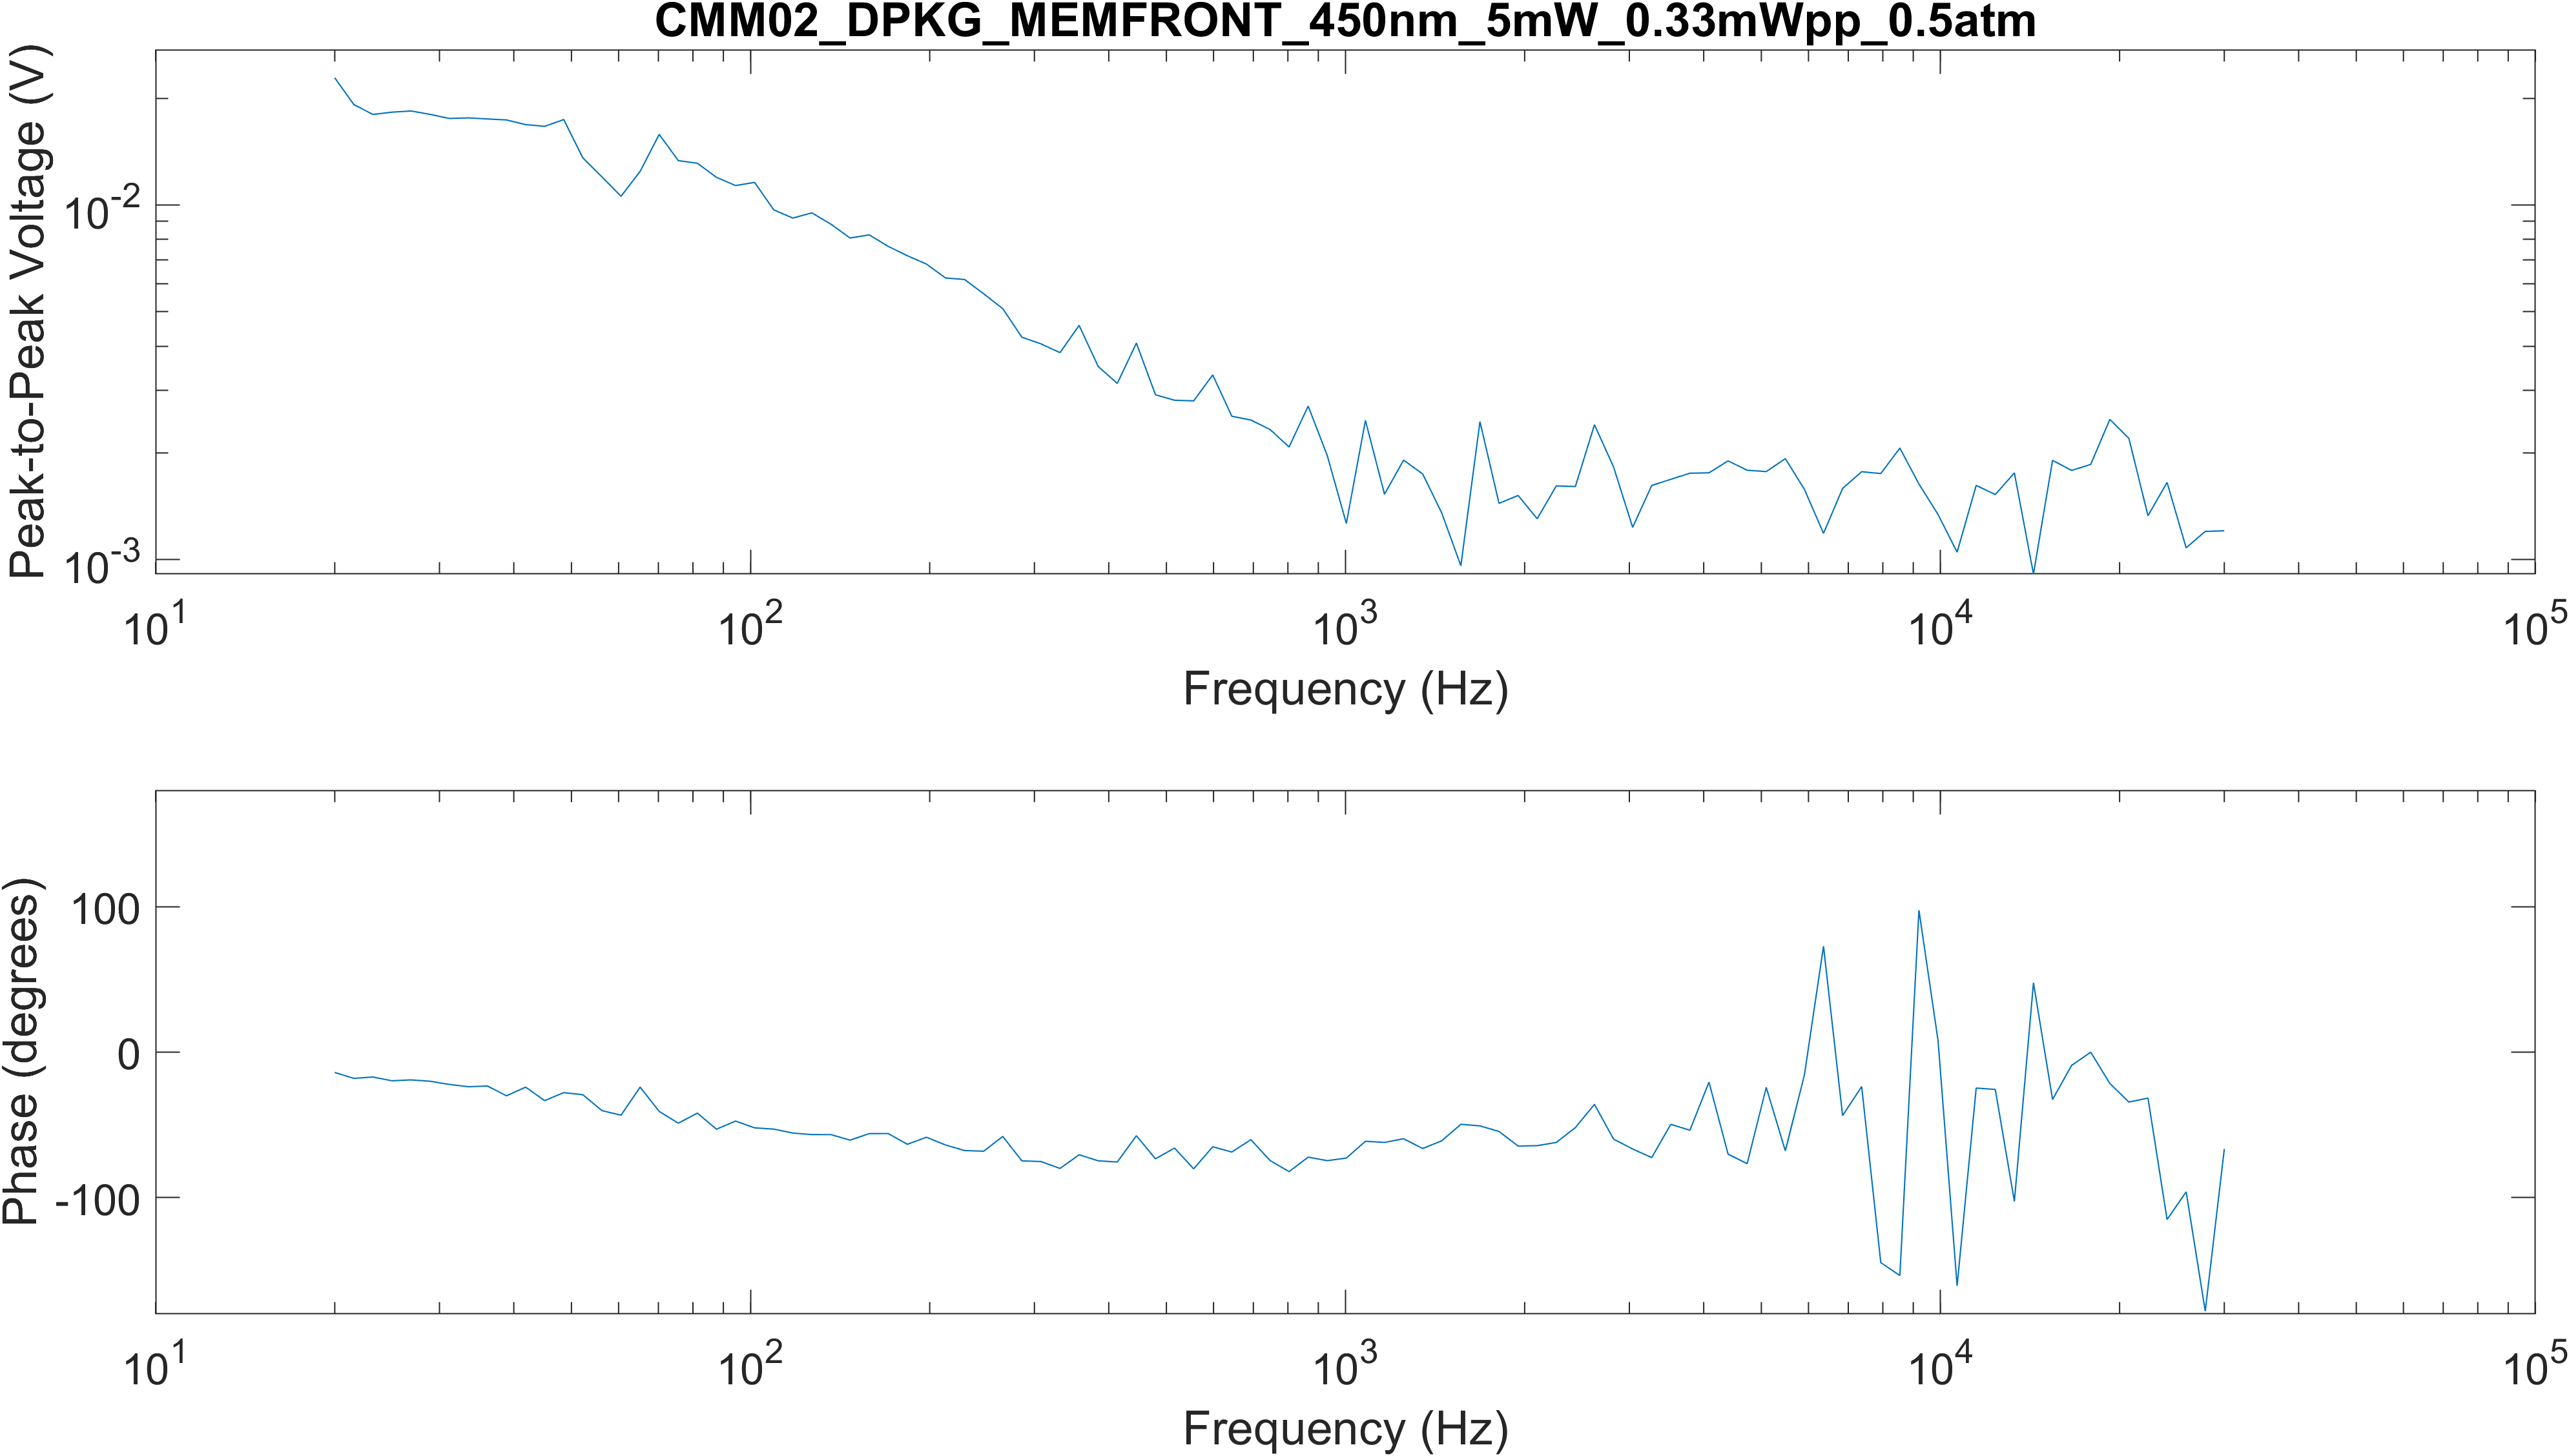 CMM02_DPKG_MEMFRONT_450nm_5mW_0.33mWpp_0.5atm
Peak-to-Peak Voltage (V)
10^-2
10^-3
10^1 10^2 10^3 10^4 10^5
Frequency (Hz)
Phase (degrees)
100
0
-100
10^1 10^2 10^3 10^4 10^5
Frequency (Hz)